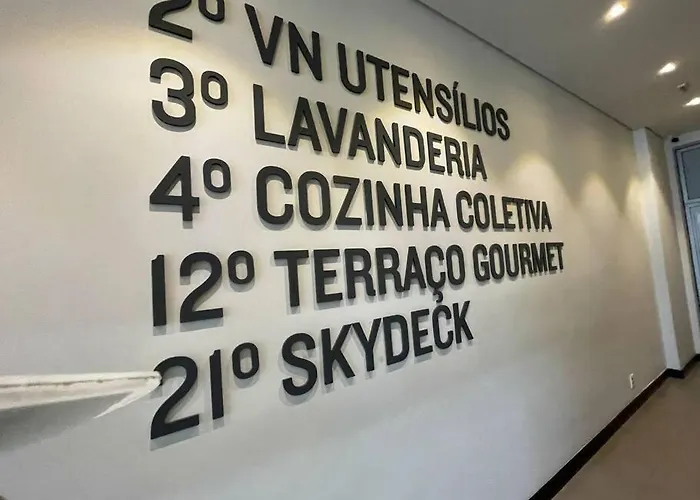 2º VN UTENSÍLIOS
3º LAVANDERIA
4º COZINHA COLETIVA
12º TERRAÇO GOURMET
21º SKYDECK